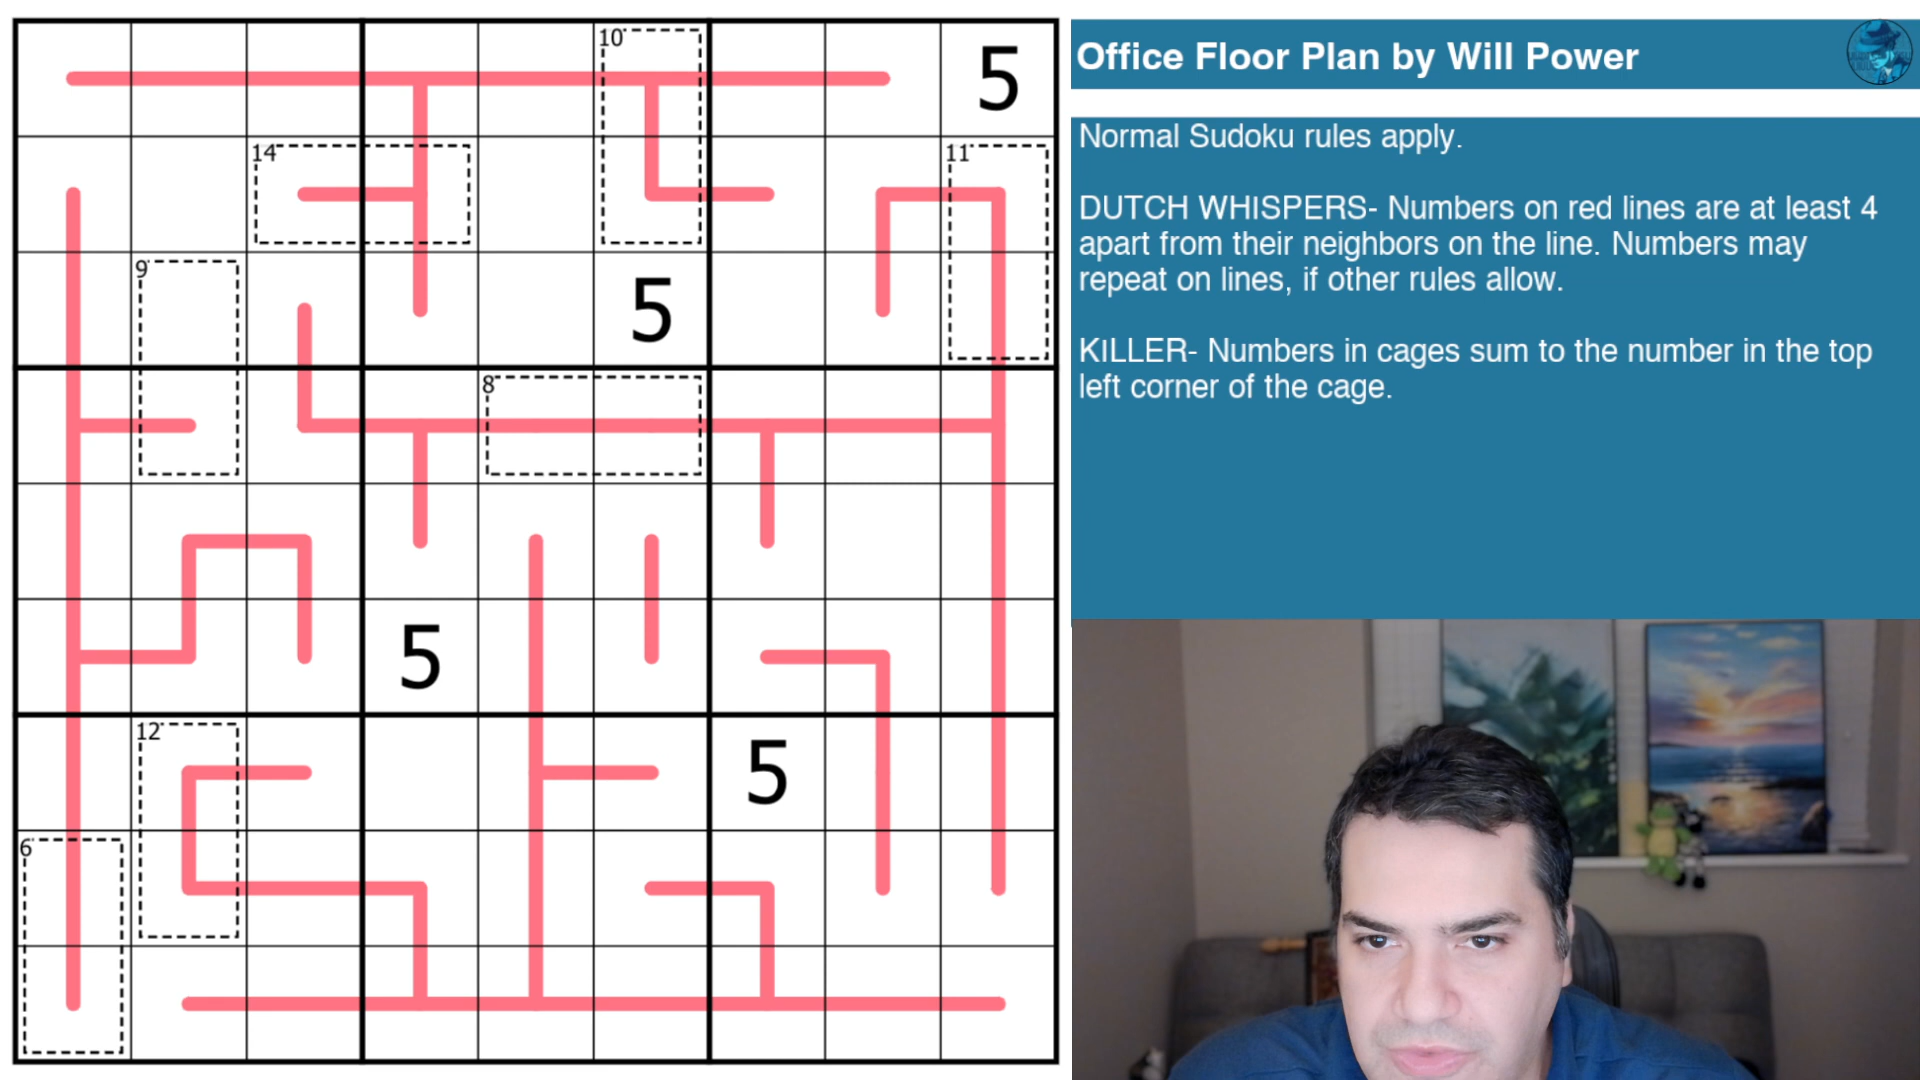 Office Floor Plan by Will Power
Normal Sudoku rules apply.
DUTCH WHISPERS- Numbers on red lines are at least 4
apart from their neighbors on the line. Numbers may
repeat on lines, if other rules allow.
KILLER- Numbers in cages sum to the number in the top
left corner of the cage.
10
5
14
11
9
5
8
5
12
5
6